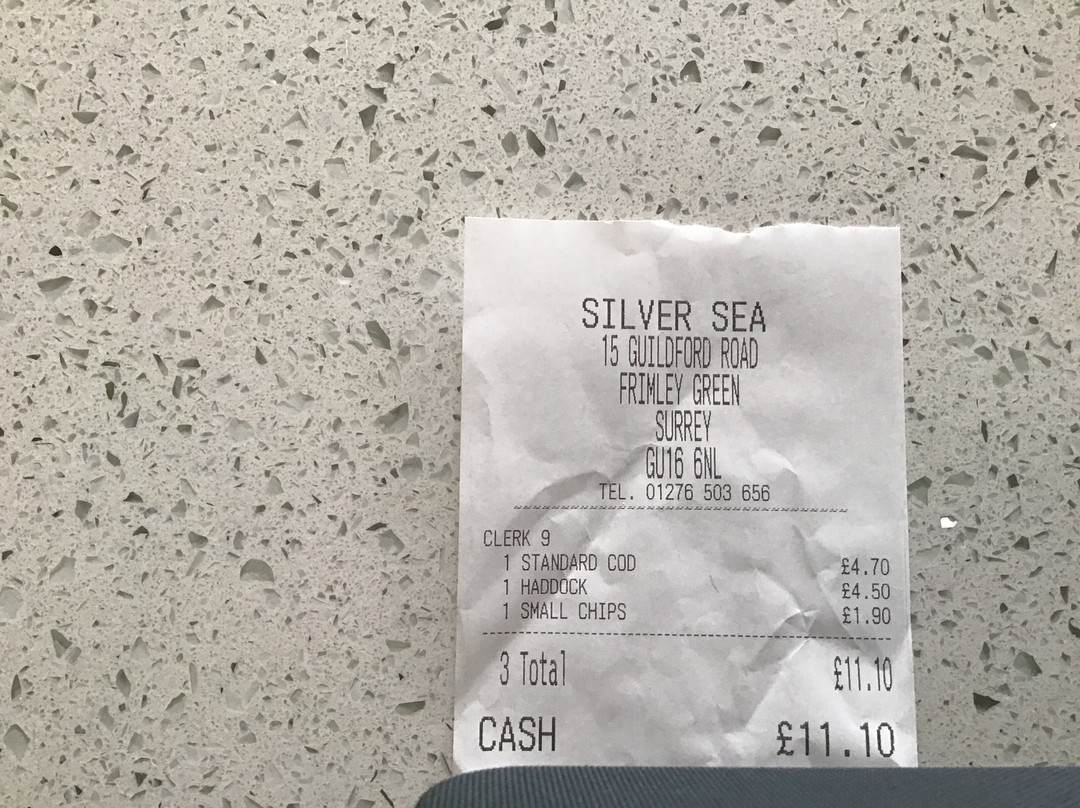 SILVER SEA
15 GUILDFORD ROAD
FRIMLEY GREEN
SURREY
GU16 6NL
TEL. 01276 503 656
CLERK 9
1 STANDARD COD £4.70
1 HADDOCK £4.50
1 SMALL CHIPS £1.90
3 Total £11.10
CASH £11.10